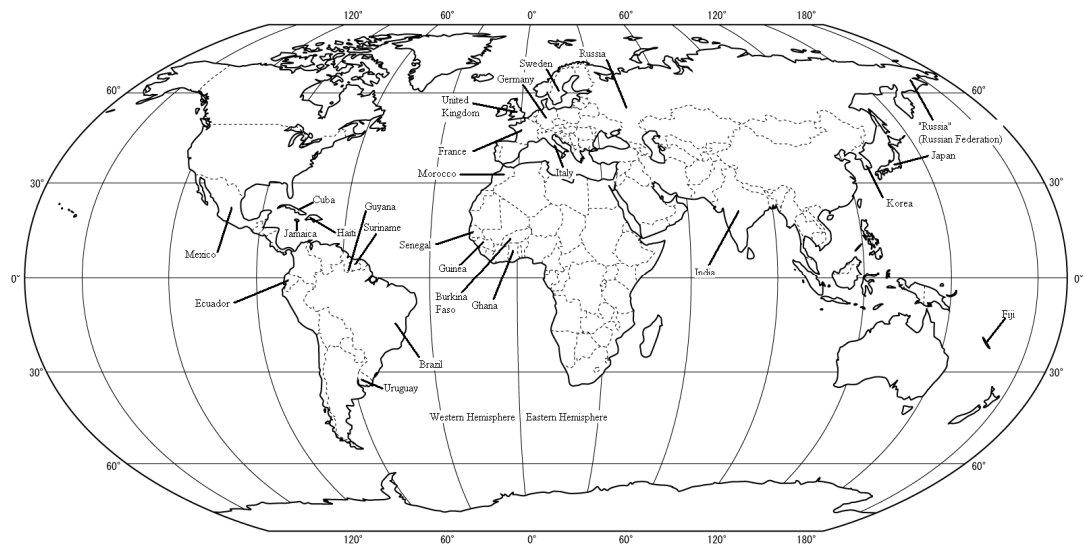 120° 60° 0° 60° 120° 180°
Russia
Sweden
Germany
60° 60°
United
Kingdom
"Russia"
(Russian Federation)
France
Japan
Morocco
Italy
30° 30°
Cuba
Guyana
Korea
Suriname
Jamaica
Haiti
Senegal
Mexico
Guinea
India
0° 0°
Burkina
Faso
Ghana
Ecuador
Fiji
Brazil
30° 30°
Uruguay
Western Hemisphere
Eastern Hemisphere
60° 60°
120° 60° 0° 60° 120° 180°